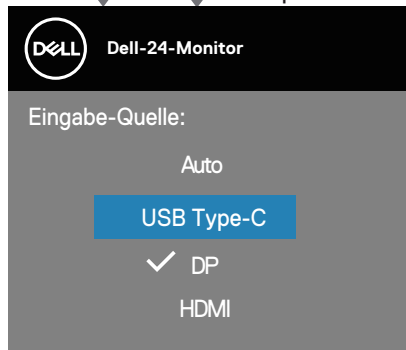 DELL
Dell-24-Monitor
Eingabe-Quelle:
Auto
USB Type-C
DP
HDMI